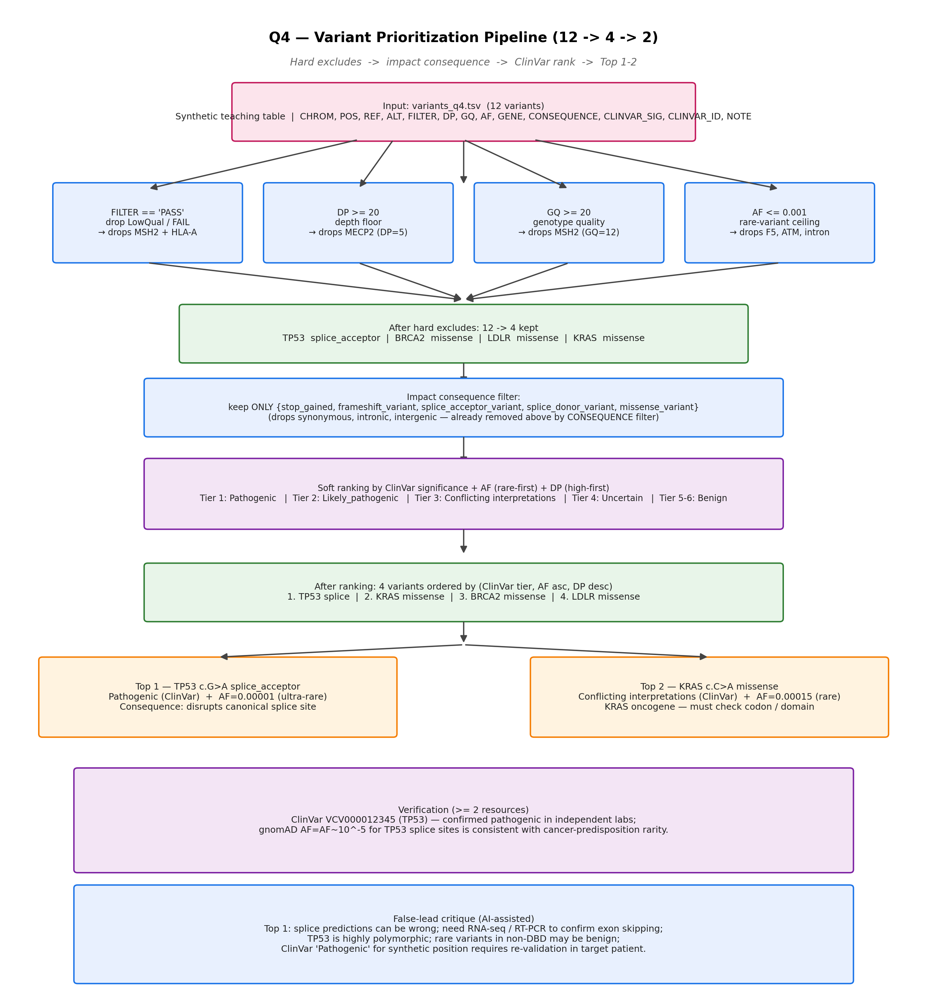 Q4 — Variant Prioritization Pipeline (12 -> 4 -> 2)
Hard excludes  ->  impact consequence  ->  ClinVar rank  ->  Top 1-2
Input: variants_q4.tsv  (12 variants)
Synthetic teaching table  |  CHROM, POS, REF, ALT, FILTER, DP, GQ, AF, GENE, CONSEQUENCE, CLINVAR_SIG, CLINVAR_ID, NOTE
FILTER == 'PASS'
drop LowQual / FAIL
→ drops MSH2 + HLA-A
DP >= 20
depth floor
→ drops MECP2 (DP=5)
GQ >= 20
genotype quality
→ drops MSH2 (GQ=12)
AF <= 0.001
rare-variant ceiling
→ drops F5, ATM, intron
After hard excludes: 12 -> 4 kept
TP53  splice_acceptor  |  BRCA2  missense  |  LDLR  missense  |  KRAS  missense
Impact consequence filter:
keep ONLY {stop_gained, frameshift_variant, splice_acceptor_variant, splice_donor_variant, missense_variant}
(drops synonymous, intronic, intergenic — already removed above by CONSEQUENCE filter)
Soft ranking by ClinVar significance + AF (rare-first) + DP (high-first)
Tier 1: Pathogenic   |  Tier 2: Likely_pathogenic   |  Tier 3: Conflicting interpretations   |  Tier 4: Uncertain   |  Tier 5-6: Benign
After ranking: 4 variants ordered by (ClinVar tier, AF asc, DP desc)
1. TP53 splice  |  2. KRAS missense  |  3. BRCA2 missense  |  4. LDLR missense
Top 1 — TP53 c.G>A splice_acceptor
Pathogenic (ClinVar)  +  AF=0.00001 (ultra-rare)
Consequence: disrupts canonical splice site
Top 2 — KRAS c.C>A missense
Conflicting interpretations (ClinVar)  +  AF=0.00015 (rare)
KRAS oncogene — must check codon / domain
Verification (>= 2 resources)
ClinVar VCV000012345 (TP53) — confirmed pathogenic in independent labs;
gnomAD AF=AF~10^-5 for TP53 splice sites is consistent with cancer-predisposition rarity.
False-lead critique (AI-assisted)
Top 1: splice predictions can be wrong; need RNA-seq / RT-PCR to confirm exon skipping;
TP53 is highly polymorphic; rare variants in non-DBD may be benign;
ClinVar 'Pathogenic' for synthetic position requires re-validation in target patient.